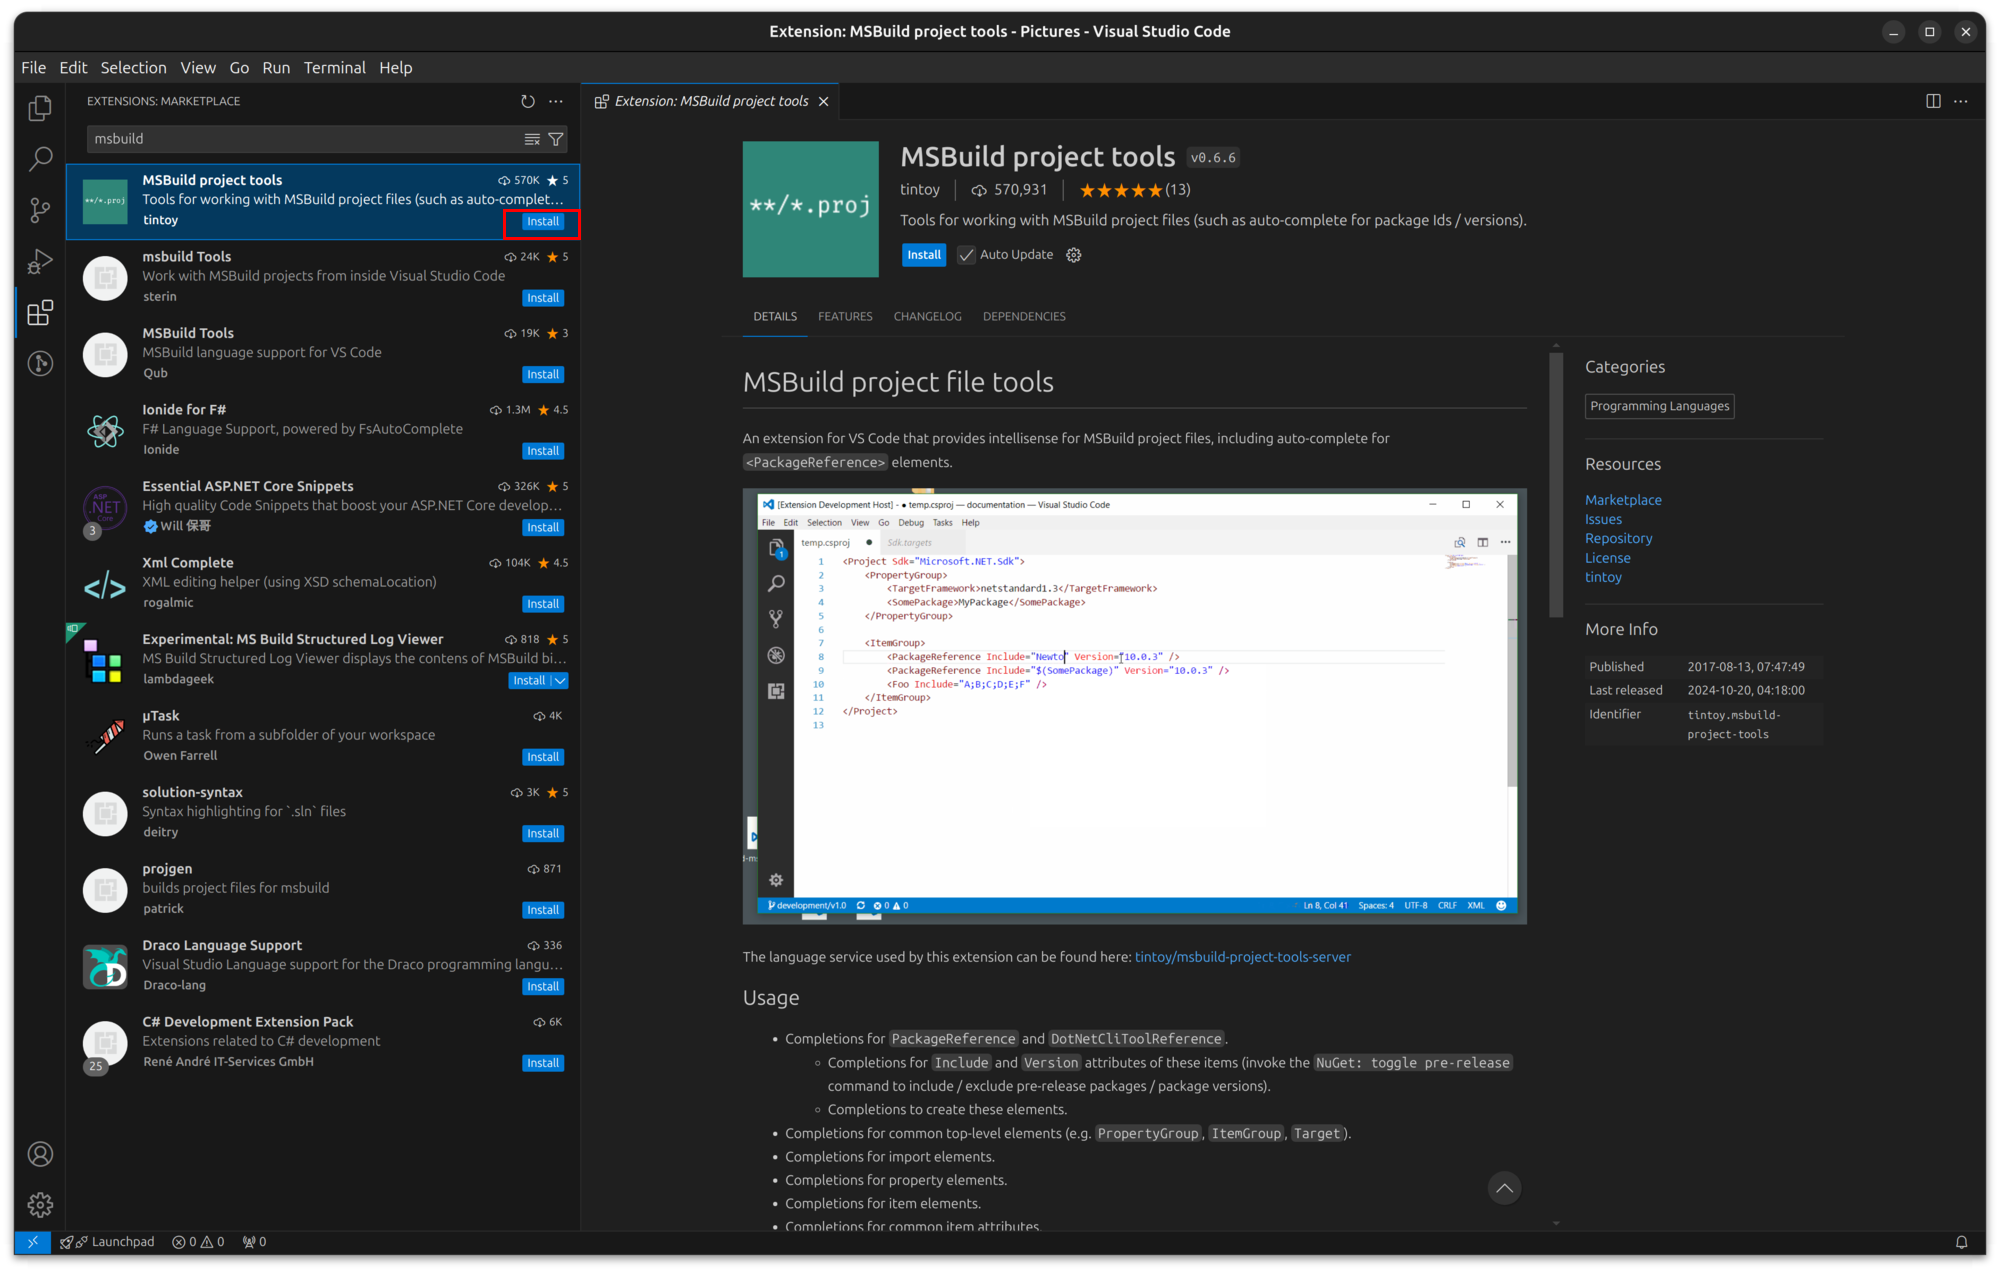 Extension: MSBuild project tools - Pictures - Visual Studio Code
File Edit Selection View Go Run Terminal Help
EXTENSIONS: MARKETPLACE
msbuild
MSBuild project tools 570K 5
Tools for working with MSBuild project files (such as auto-complet…
tintoy
Install
msbuild Tools 24K 5
Work with MSBuild projects from inside Visual Studio Code
sterin
Install
MSBuild Tools 19K 3
MSBuild language support for VS Code
Qub
Install
Ionide for F# 1.3M 4.5
F# Language Support, powered by FsAutoComplete
Ionide
Install
Essential ASP.NET Core Snippets 326K 5
High quality Code Snippets that boost your ASP.NET Core develop…
Will 保哥
Install
ASP
.NET
Core
3
Xml Complete 104K 4.5
XML editing helper (using XSD schemaLocation)
rogalmic
Install
Experimental: MS Build Structured Log Viewer 818 5
MS Build Structured Log Viewer displays the contens of MSBuild bi…
lambdageek
Install
μTask 4K
Runs a task from a subfolder of your workspace
Owen Farrell
Install
solution-syntax 3K 5
Syntax highlighting for `.sln` files
deitry
Install
projgen 871
builds project files for msbuild
patrick
Install
Draco Language Support 336
Visual Studio Language support for the Draco programming langu…
Draco-lang
Install
C# Development Extension Pack 6K
Extensions related to C# development
René André IT-Services GmbH
Install
25
Extension: MSBuild project tools
**/*.proj
MSBuild project tools v0.6.6
tintoy 570,931 (13)
Tools for working with MSBuild project files (such as auto-complete for package Ids / versions).
Install Auto Update
DETAILS FEATURES CHANGELOG DEPENDENCIES
MSBuild project file tools
An extension for VS Code that provides intellisense for MSBuild project files, including auto-complete for
<PackageReference> elements.
[Extension Development Host] - ● temp.csproj — documentation — Visual Studio Code
File Edit Selection View Go Debug Tasks Help
temp.csproj ● Sdk.targets
1 <Project Sdk="Microsoft.NET.Sdk">
2 <PropertyGroup>
3 <TargetFramework>netstandard1.3</TargetFramework>
4 <SomePackage>MyPackage</SomePackage>
5 </PropertyGroup>
6
7 <ItemGroup>
8 <PackageReference Include="Newto" Version="10.0.3" />
9 <PackageReference Include="$(SomePackage)" Version="10.0.3" />
10 <Foo Include="A;B;C;D;E;F" />
11 </ItemGroup>
12 </Project>
13
development/v1.0 0 0 Ln 8, Col 41 Spaces: 4 UTF-8 CRLF XML
The language service used by this extension can be found here: tintoy/msbuild-project-tools-server
Usage
• Completions for PackageReference and DotNetCliToolReference.
◦ Completions for Include and Version attributes of these items (invoke the NuGet: toggle pre-release
command to include / exclude pre-release packages / package versions).
◦ Completions to create these elements.
• Completions for common top-level elements (e.g. PropertyGroup, ItemGroup, Target).
• Completions for import elements.
• Completions for property elements.
• Completions for item elements.
• Completions for common item attributes.
Categories
Programming Languages
Resources
Marketplace
Issues
Repository
License
tintoy
More Info
Published 2017-08-13, 07:47:49
Last released 2024-10-20, 04:18:00
Identifier tintoy.msbuild-
project-tools
Launchpad 0 0 0